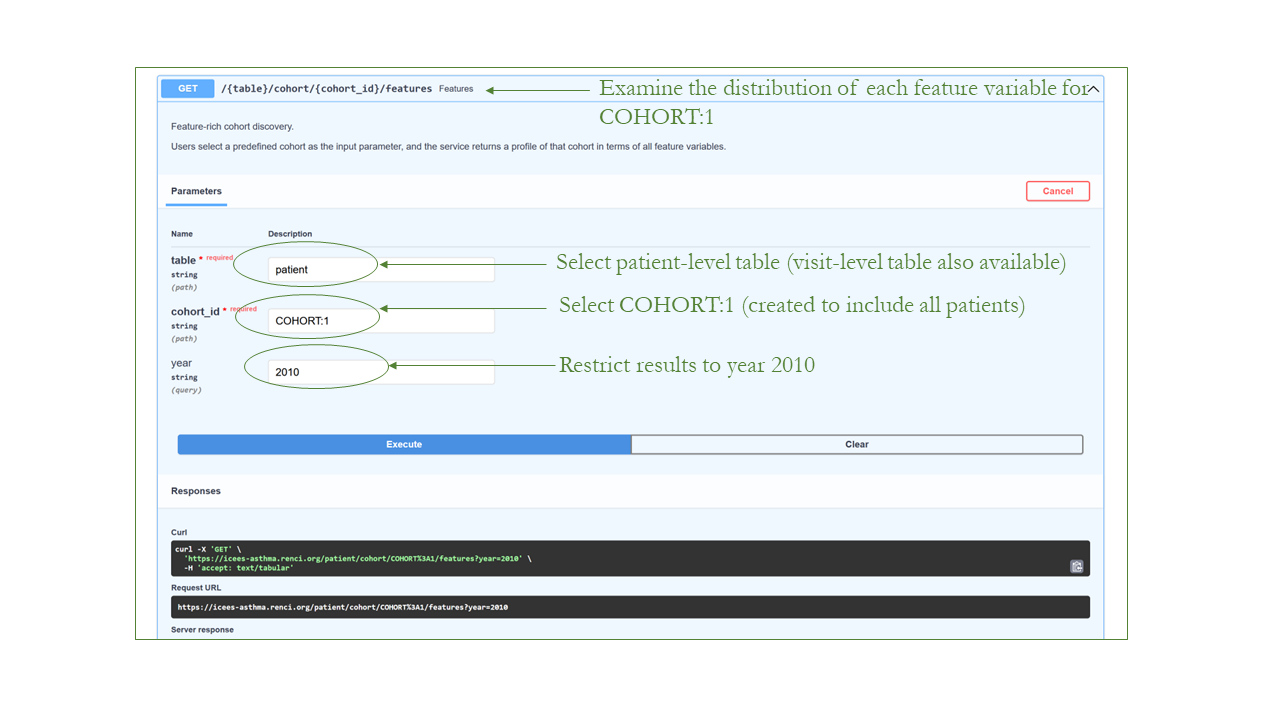 GET /{table}/cohort/{cohort_id}/features Features
Examine the distribution of each feature variable for
COHORT:1
Feature-rich cohort discovery.
Users select a predefined cohort as the input parameter, and the service returns a profile of that cohort in terms of all feature variables.
Parameters
Cancel
Name Description
table * required
string
(path)
patient
Select patient-level table (visit-level table also available)
cohort_id * required
string
(path)
COHORT:1
Select COHORT:1 (created to include all patients)
year
string
(query)
2010
Restrict results to year 2010
Execute
Clear
Responses
Curl
curl -X 'GET' \
'https://icees-asthma.renci.org/patient/cohort/COHORT%3A1/features?year=2010' \
-H 'accept: text/tabular'
Request URL
https://icees-asthma.renci.org/patient/cohort/COHORT%3A1/features?year=2010
Server response